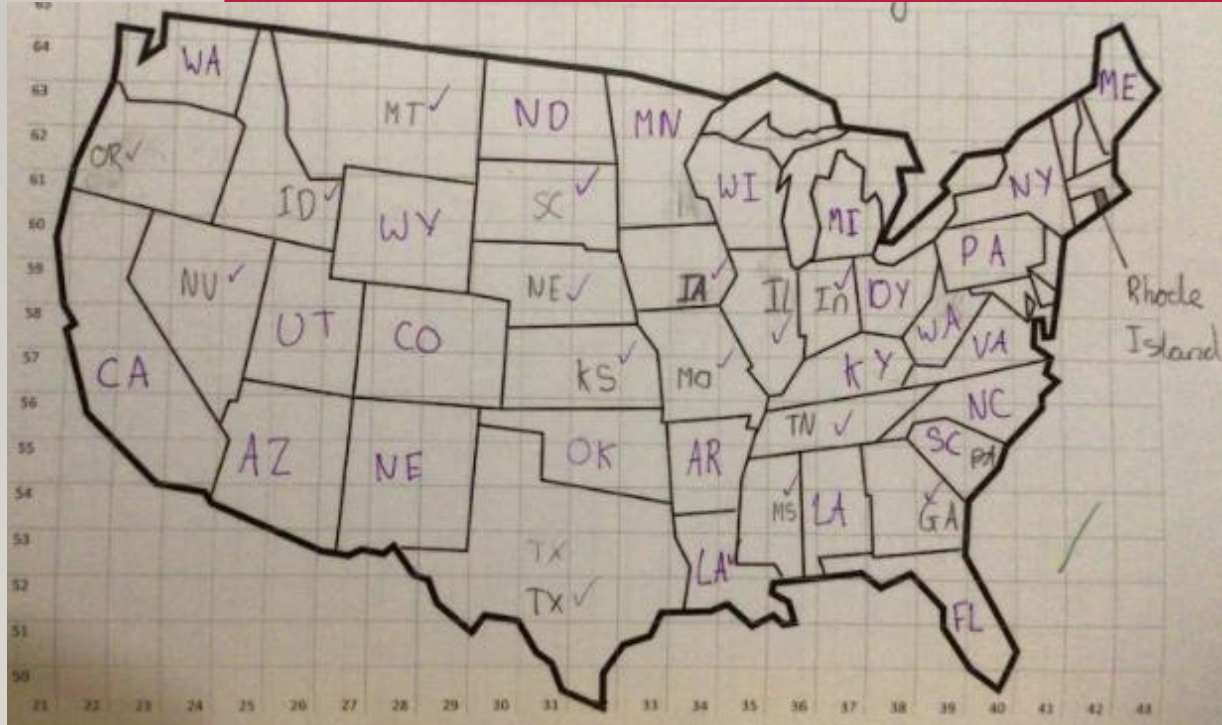 65
64
63
62
61
60
59
58
57
56
55
54
53
52
51
50
WA
ME
MT ✓
ND
MN
OR ✓
NY
ID ✓
SC ✓
WI
WY
MI
PA
NV ✓
NE ✓
IA ✓
IL ✓
In ✓
OY
WA
VA
Rhode
Island
UT
CO
CA
KS ✓
Mo ✓
KY
TN ✓
NC
AZ
NE
OK
AR
SC
MS ✓
LA
GA ✓
TX
TX ✓
LA
FL
21 22 23 24 25 26 27 28 29 30 31 32 33 34 35 36 37 38 39 40 41 42 43